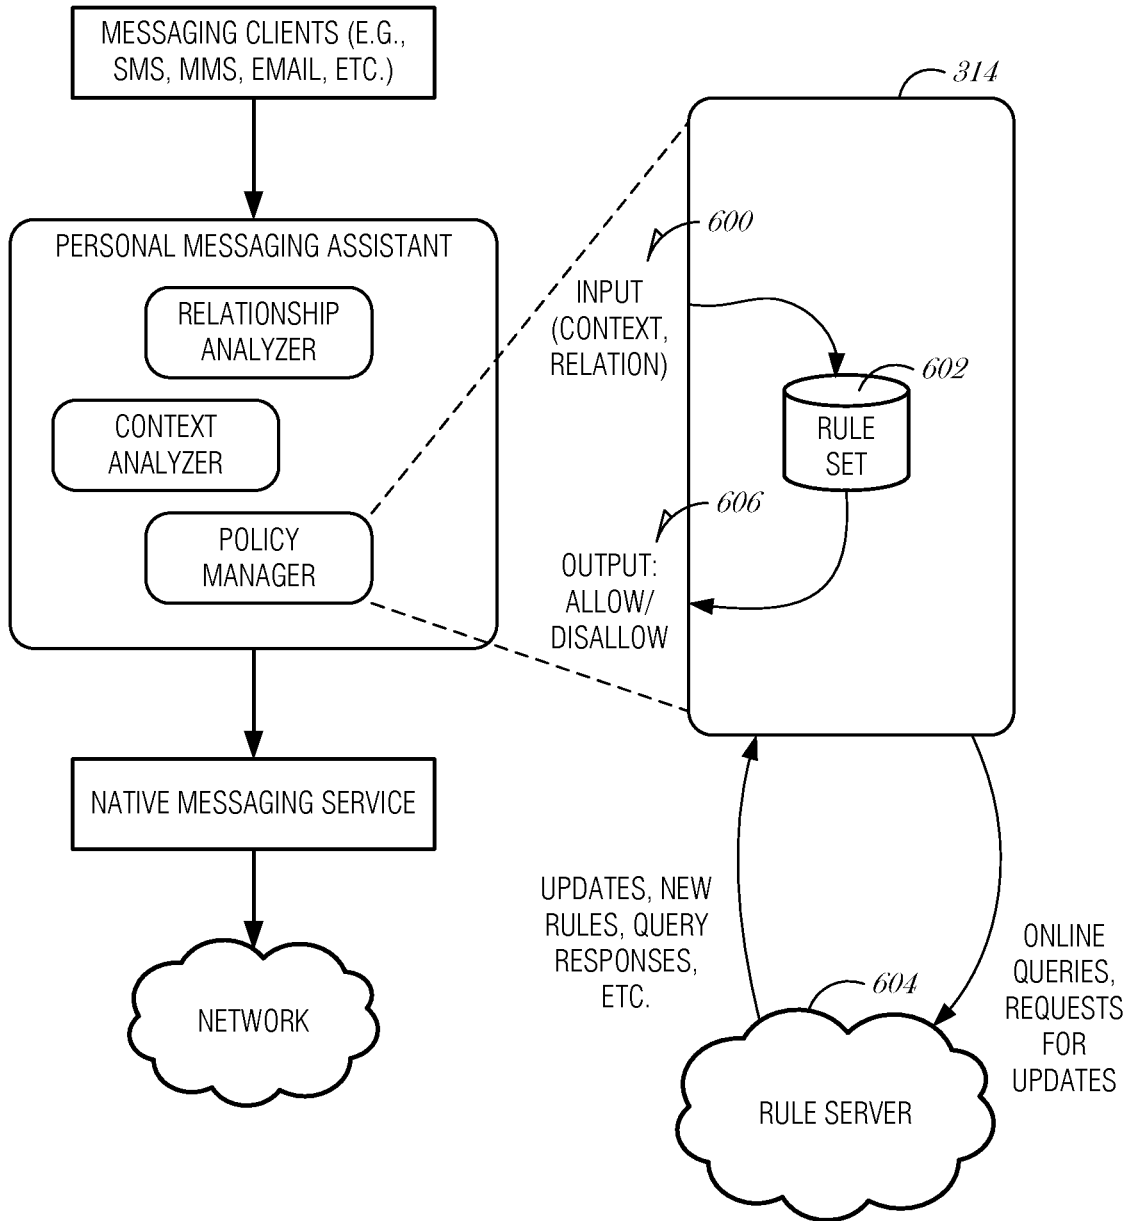 MESSAGING CLIENTS (E.G.,
SMS, MMS, EMAIL, ETC.)
PERSONAL MESSAGING ASSISTANT
RELATIONSHIP
ANALYZER
CONTEXT
ANALYZER
POLICY
MANAGER
NATIVE MESSAGING SERVICE
NETWORK
314
600
INPUT
(CONTEXT,
RELATION)
602
RULE
SET
606
OUTPUT:
ALLOW/
DISALLOW
UPDATES, NEW
RULES, QUERY
RESPONSES,
ETC.
ONLINE
QUERIES,
REQUESTS
FOR
UPDATES
604
RULE SERVER